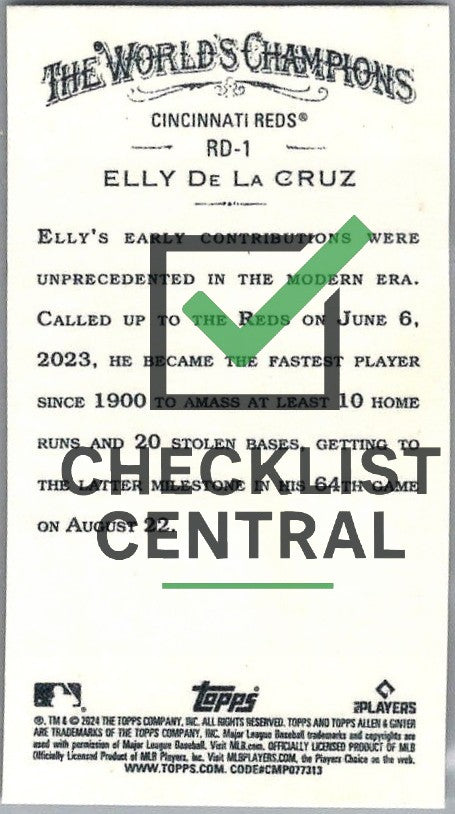 THE WORLD'S CHAMPIONS
CINCINNATI REDS®
RD-1
ELLY DE LA CRUZ
ELLY'S EARLY CONTRIBUTIONS WERE
UNPRECEDENTED IN THE MODERN ERA.
CALLED UP TO THE REDS ON JUNE 6,
2023, HE BECAME THE FASTEST PLAYER
SINCE 1900 TO AMASS AT LEAST 10 HOME
RUNS AND 20 STOLEN BASES, GETTING TO
THE LATTER MILESTONE IN HIS 64TH GAME
ON AUGUST 22.
CHECKLIST
CENTRAL
topps
PLAYERS
®, TM & © 2024 THE TOPPS COMPANY, INC. ALL RIGHTS RESERVED. TOPPS AND TOPPS ALLEN & GINTER
ARE TRADEMARKS OF THE TOPPS COMPANY, INC. Major League Baseball trademarks and copyrights are
used with permission of Major League Baseball. Visit MLB.com. OFFICIALLY LICENSED PRODUCT OF MLB
Officially Licensed Product of MLB Players, Inc. Visit MLBPLAYERS.COM, the Players Choice on the web.
WWW.TOPPS.COM. CODE#CMP077313